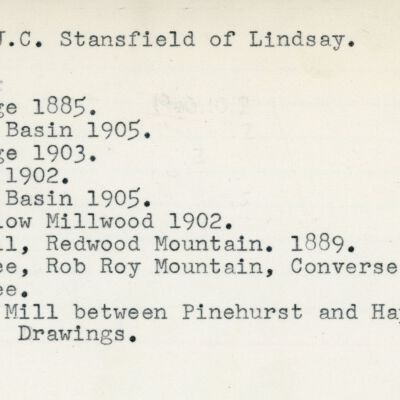 J.C. Stansfield of Lindsay.
ge 1885.
Basin 1905.
ge 1903.
1902.
Basin 1905.
low Millwood 1902.
ll, Redwood Mountain. 1889.
ee, Rob Roy Mountain, Converse
ee.
Mill between Pinehurst and Ha
Drawings.